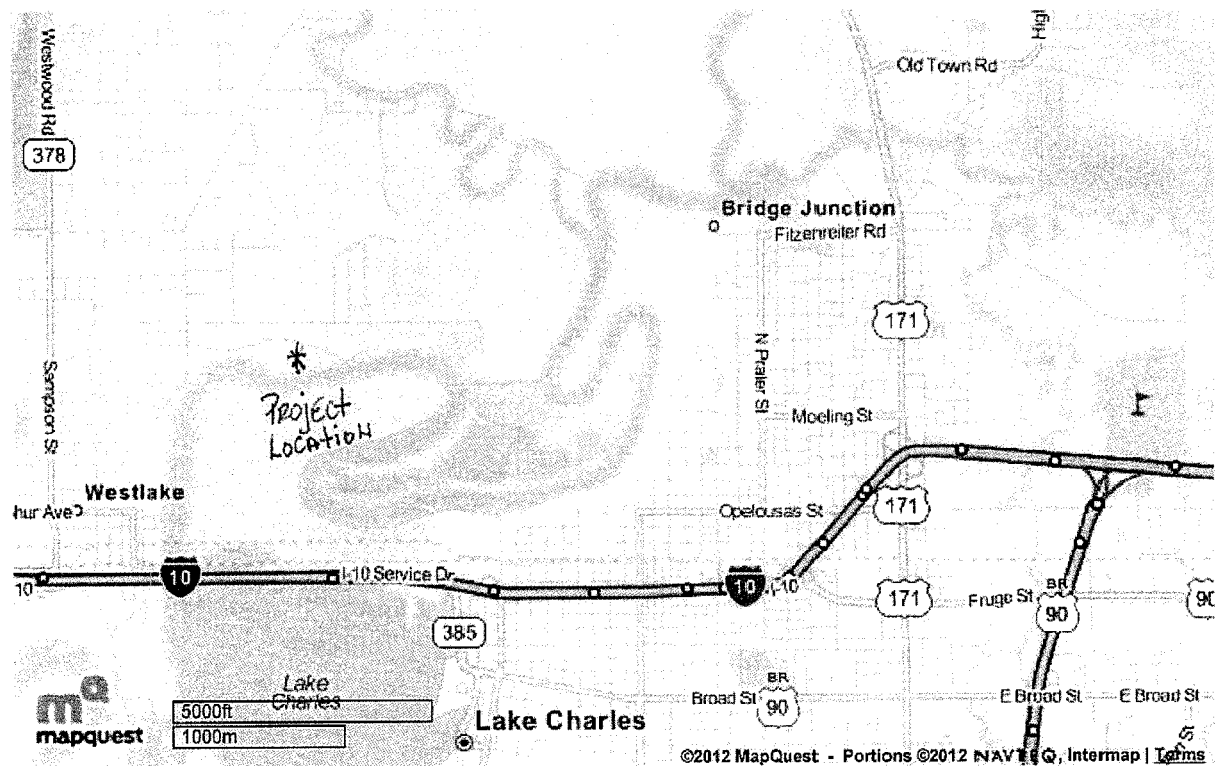 Westwood Rd
378
Old Town Rd
Bridge Junction
Fitzenreiter Rd
171
N Prater St
*
PROJECT
LOCATION
Sampson St
Moeling St
Westlake
hur Ave
Opelousas St
171
10
10
I-10 Service Dr
10
I-10
171
Fruge St
BR
90
90
385
Lake
Charles
5000ft
1000m
mapquest
Lake Charles
Broad St
BR
90
E Broad St
E Broad St
©2012 MapQuest - Portions ©2012 NAVTEQ, Intermap | Terms